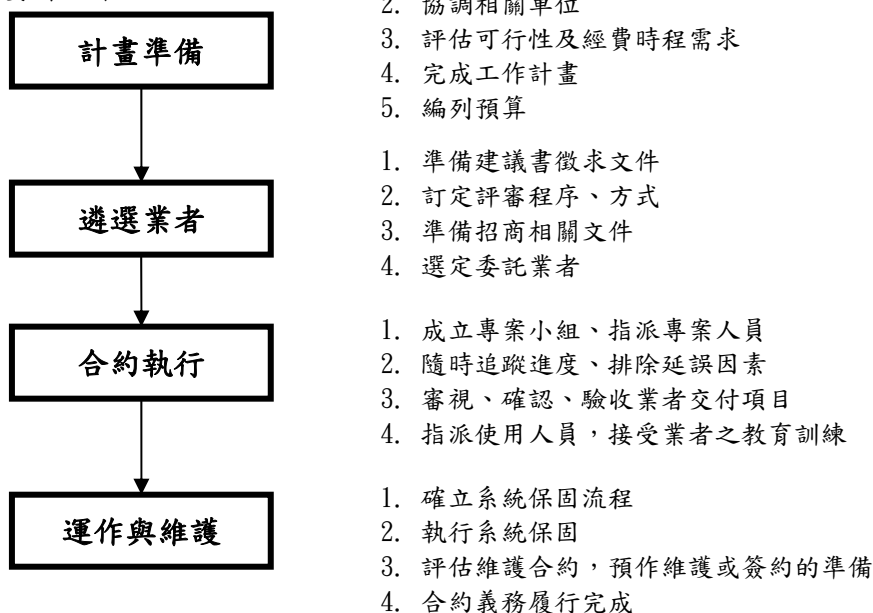 2. 協調相關單位
計畫準備
3. 評估可行性及經費時程需求
4. 完成工作計畫
5. 編列預算
遴選業者
1. 準備建議書徵求文件
2. 訂定評審程序、方式
3. 準備招商相關文件
4. 選定委託業者
合約執行
1. 成立專案小組、指派專案人員
2. 隨時追蹤進度、排除延誤因素
3. 審視、確認、驗收業者交付項目
4. 指派使用人員，接受業者之教育訓練
運作與維護
1. 確立系統保固流程
2. 執行系統保固
3. 評估維護合約，預作維護或簽約的準備
4. 合約義務履行完成